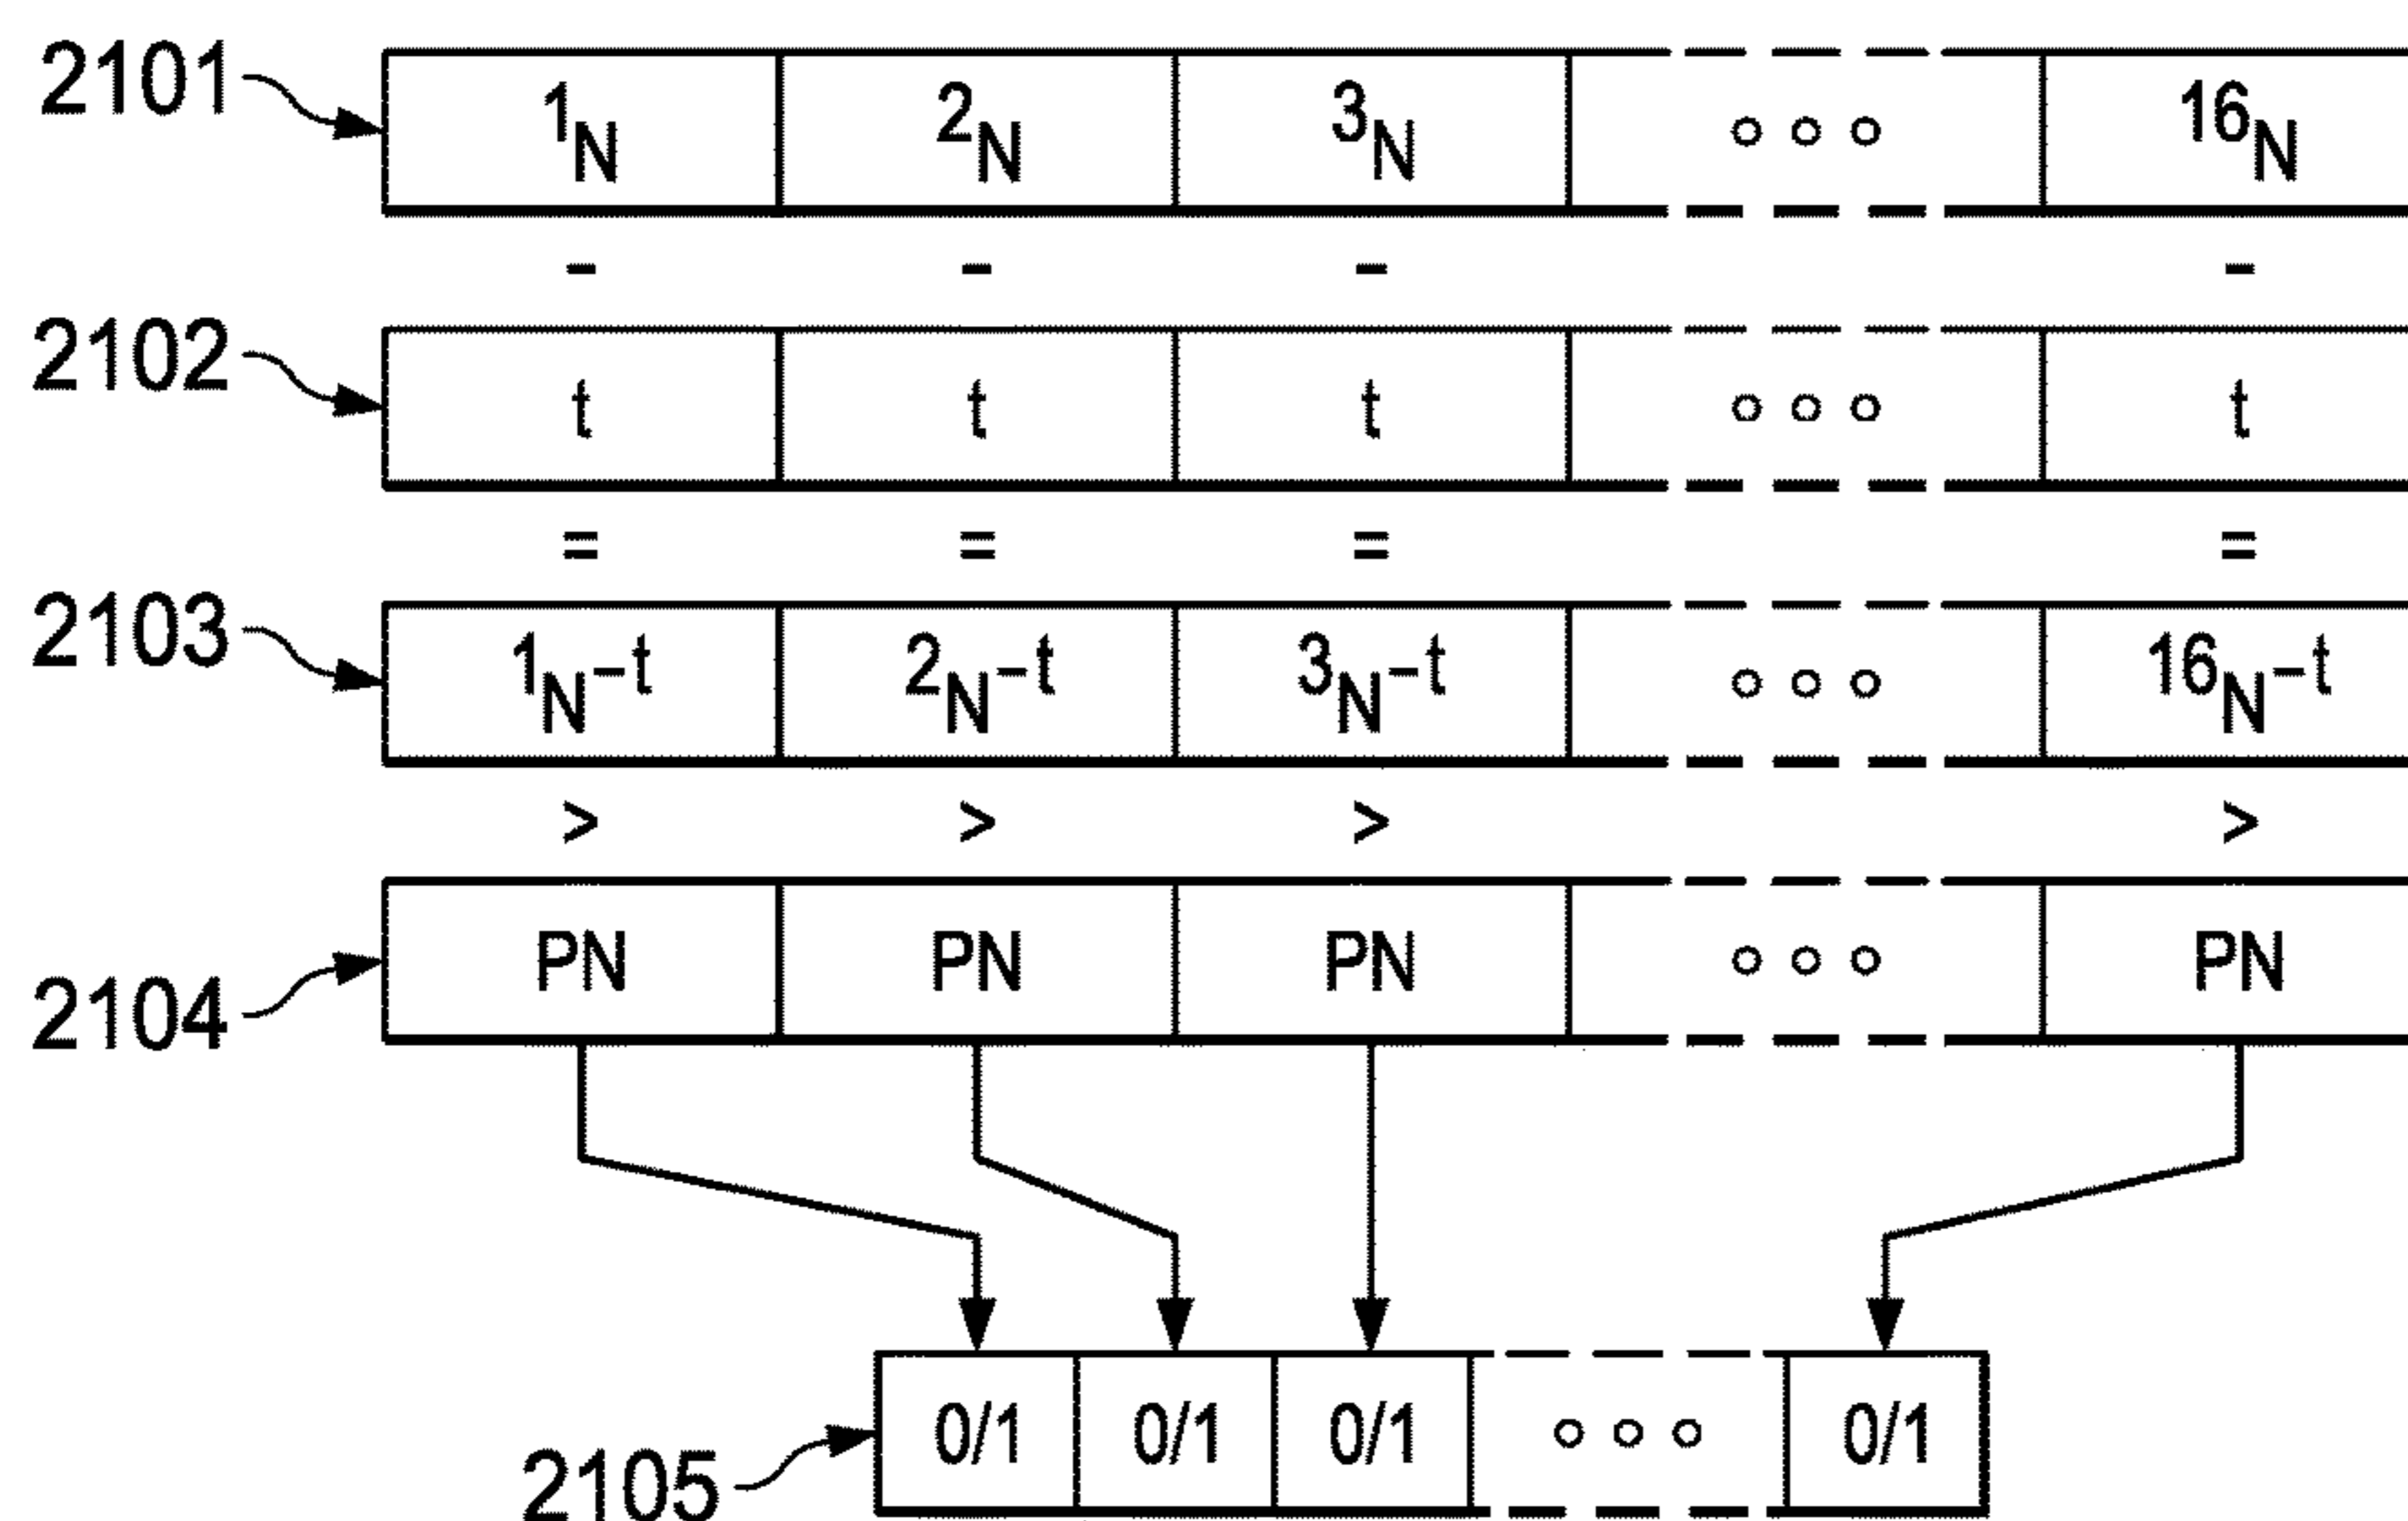 2101 1N 2N 3N ○ ○ ○ 16N
- - - -
2102 t t t ○ ○ ○ t
= = = =
2103 1N-t 2N-t 3N-t ○ ○ ○ 16N-t
> > > >
2104 PN PN PN ○ ○ ○ PN
2105 0/1 0/1 0/1 ○ ○ ○ 0/1